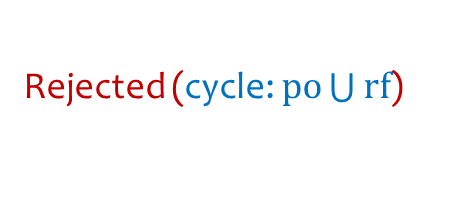 Rejected (cycle: po ⋃ rf)